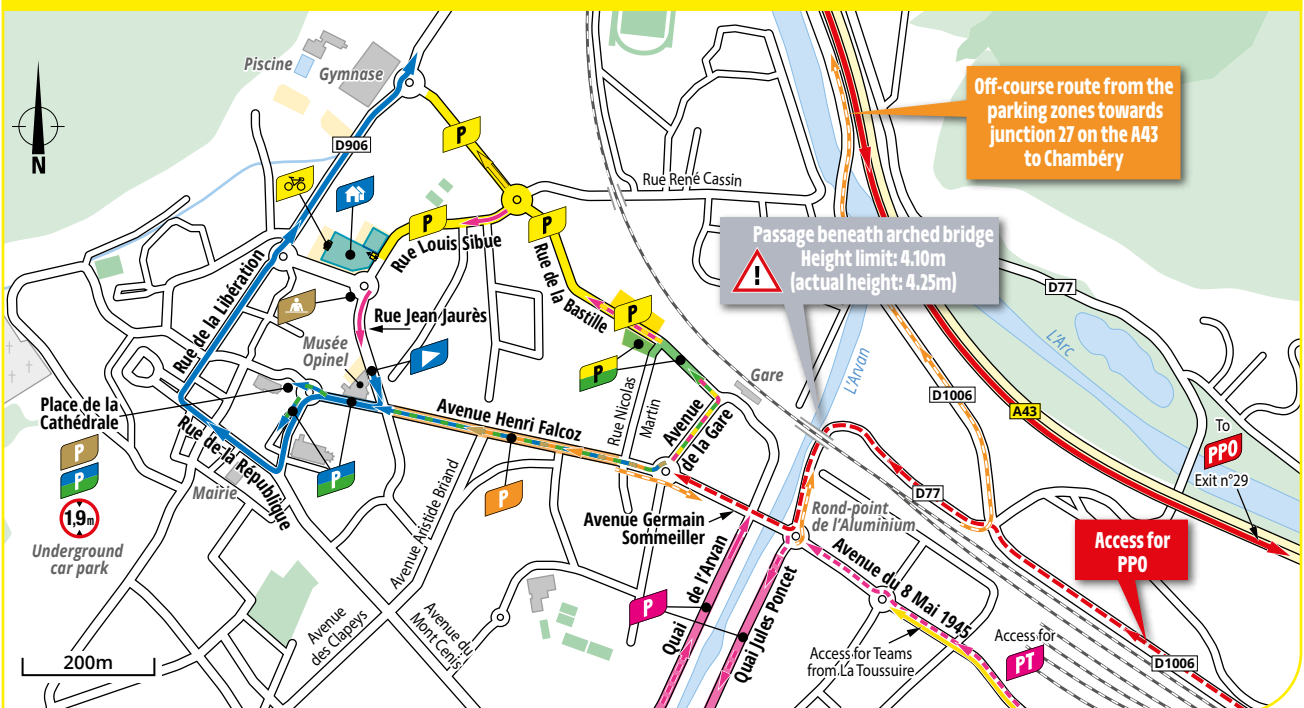 Piscine
Gymnase
N
D906
P
Rue René Cassin
Off-course route from the
parking zones towards
junction 27 on the A43
to Chambéry
P
P
Rue Louis Sibue
Rue de la Bastille
Passage beneath arched bridge
Height limit: 4.10m
(actual height: 4.25m)
!
D77
L'Arc
Rue de la Libération
Rue Jean Jaurès
P
Musée
Opinel
P
Gare
L'Arvan
Place de la
Cathédrale
P
P
1,9m
Underground
car park
Avenue Henri Falcoz
Rue Nicolas
Martin
Avenue
de la Gare
D1006
A43
To
PPO
Exit n°29
Rue de la République
Mairie
P
P
Avenue Aristide Briand
D77
Rond-point
de l'Aluminium
Avenue Germain
Sommeiller
Access for
PPO
Avenue du 8 Mai 1945
Quai de l'Arvan
P
Quai Jules Poncet
Avenue
des Clapeys
Avenue du
Mont Cenis
Access for Teams
from La Toussuire
Access for
PT
D1006
200m